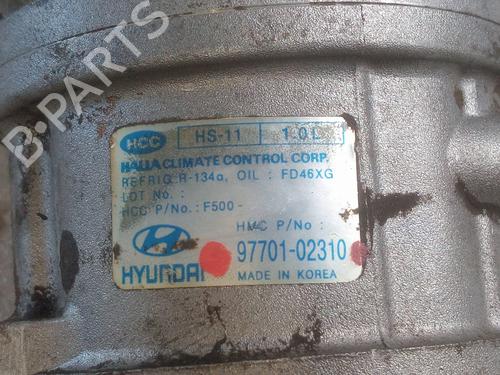 B-PARTS
HCC HS-11 1.0L
HALLA CLIMATE CONTROL CORP.
REFRIG R-134a, OIL : FD46XG
LOT No. :
HCC P/No. : F500 -
HMC P/No :
97701-02310
HYUNDAI MADE IN KOREA